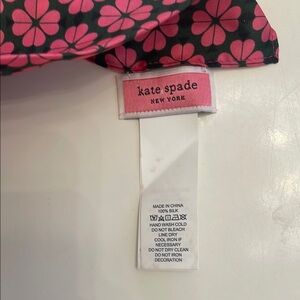 kate spade
NEW YORK
MADE IN CHINA
100% SILK
HAND WASH COLD
DO NOT BLEACH
LINE DRY
COOL IRON IF
NECESSARY
DO NOT DRY CLEAN
DO NOT IRON
DECORATION